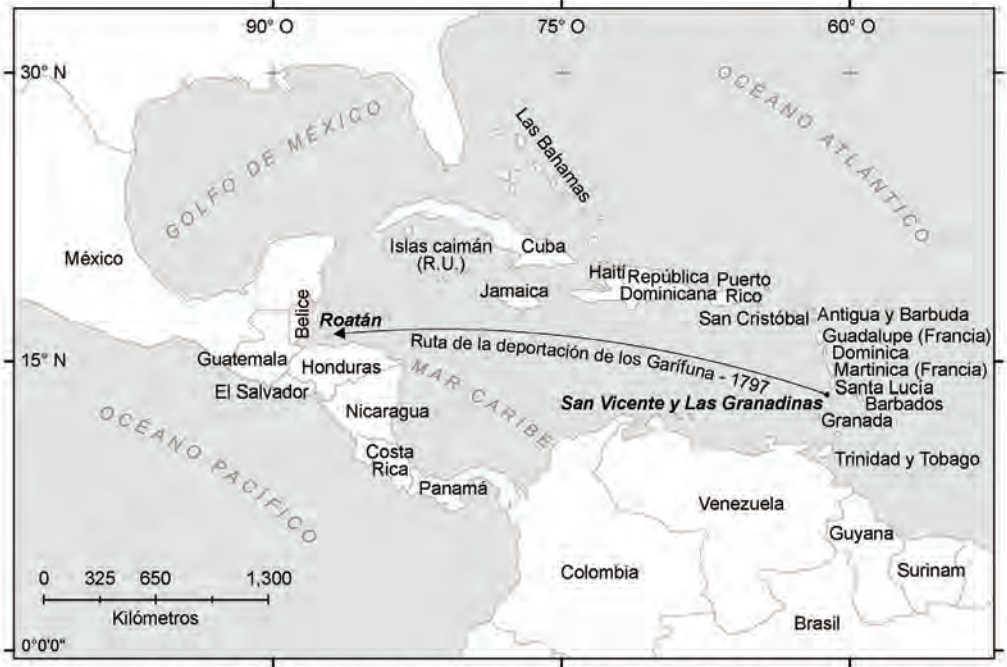 90° O
75° O
60° O
30° N
OCÉANO ATLÁNTICO
GOLFO DE MÉXICO
Las Bahamas
México
Islas caimán
(R.U.)
Cuba
Haití
República
Dominicana
Puerto
Rico
Jamaica
Belice
Roatán
San Cristóbal
Antigua y Barbuda
Guadalupe (Francia)
Domínica
Martinica (Francia)
Santa Lucía
Barbados
Granada
15° N
Guatemala
Honduras
El Salvador
Ruta de la deportación de los Garífuna - 1797
San Vicente y Las Granadinas
MAR CARIBE
Nicaragua
OCÉANO PACÍFICO
Costa
Rica
Panamá
Trinidad y Tobago
Venezuela
Guyana
Surinam
Colombia
Brasil
0 325 650 1,300
Kilómetros
0°0'0"